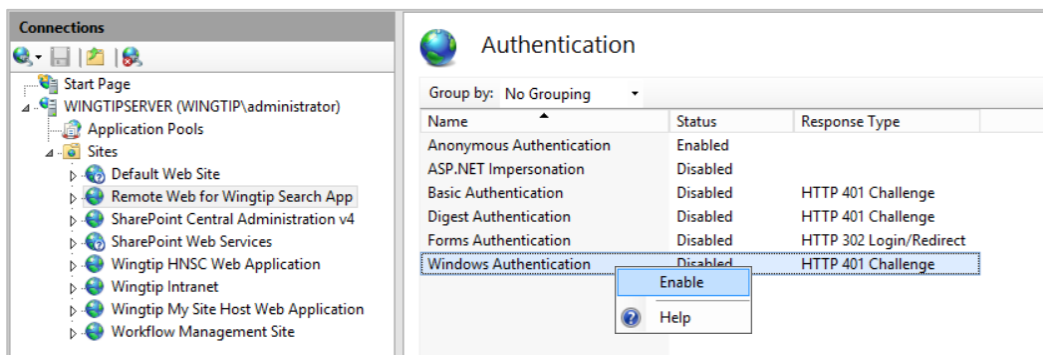 Connections
Start Page
WINGTIPSERVER (WINGTIP\administrator)
Application Pools
Sites
Default Web Site
Remote Web for Wingtip Search App
SharePoint Central Administration v4
SharePoint Web Services
Wingtip HNSC Web Application
Wingtip Intranet
Wingtip My Site Host Web Application
Workflow Management Site
Authentication
Group by: No Grouping
Name Status Response Type
Anonymous Authentication Enabled
ASP.NET Impersonation Disabled
Basic Authentication Disabled HTTP 401 Challenge
Digest Authentication Disabled HTTP 401 Challenge
Forms Authentication Disabled HTTP 302 Login/Redirect
Windows Authentication Disabled HTTP 401 Challenge
Enable
Help